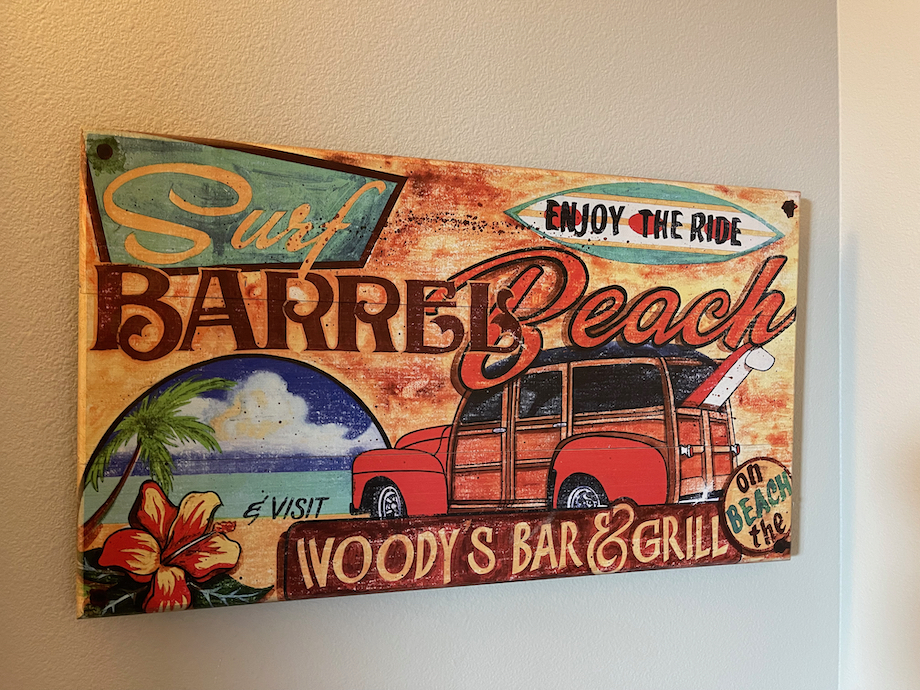 Surf
ENJOY THE RIDE
BARREL Beach
& VISIT
WOODY'S BAR & GRILL
on
BEACH
the